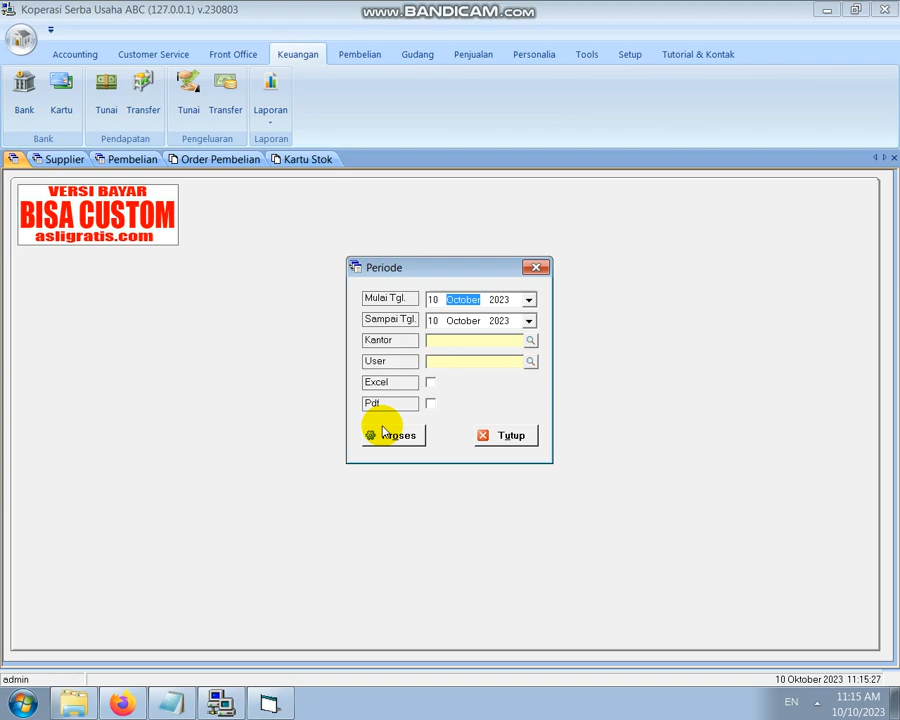 Koperasi Serba Usaha ABC (127.0.0.1) v.230803
www.BANDICAM.com
Accounting Customer Service Front Office Keuangan Pembelian Gudang Penjualan Personalia Tools Setup Tutorial & Kontak
Bank Kartu Tunai Transfer Tunai Transfer Laporan
Bank Pendapatan Pengeluaran Laporan
Supplier Pembelian Order Pembelian Kartu Stok
VERSI BAYAR
BISA CUSTOM
asligratis.com
Periode
Mulai Tgl. 10 October 2023
Sampai Tgl. 10 October 2023
Kantor
User
Excel
Pdf
Proses Tutup
admin 10 Oktober 2023 11:15:27
EN 11:15 AM
10/10/2023